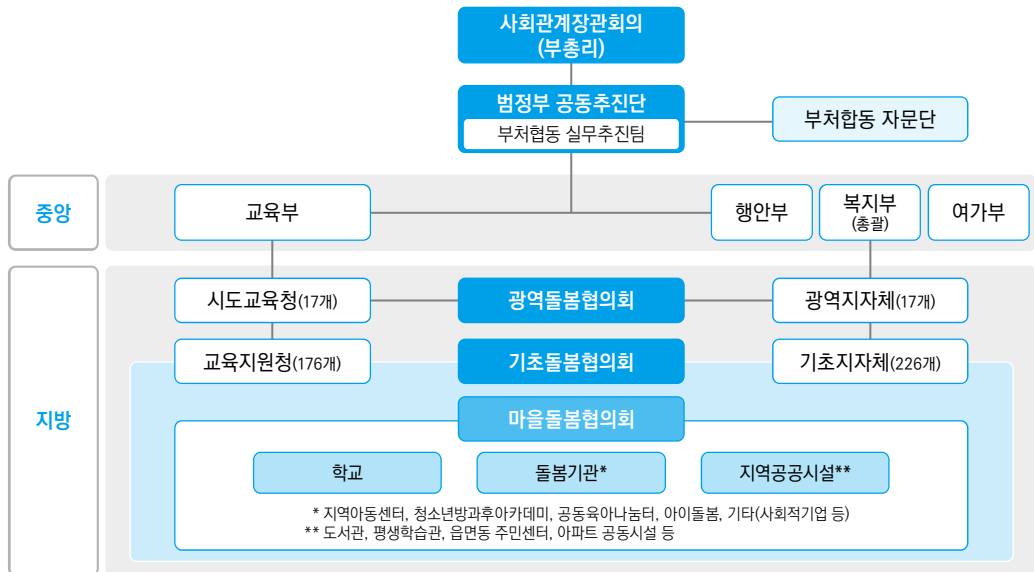 사회관계장관회의
(부총리)
범정부 공동추진단
부처협동 실무추진팀
부처합동 자문단
중앙
교육부
행안부
복지부
(총괄)
여가부
지방
시도교육청(17개)
광역돌봄협의회
광역지자체(17개)
교육지원청(176개)
기초돌봄협의회
기초지자체(226개)
마을돌봄협의회
학교
돌봄기관*
지역공공시설**
* 지역아동센터, 청소년방과후아카데미, 공동육아나눔터, 아이돌봄, 기타(사회적기업 등)
** 도서관, 평생학습관, 읍면동 주민센터, 아파트 공동시설 등